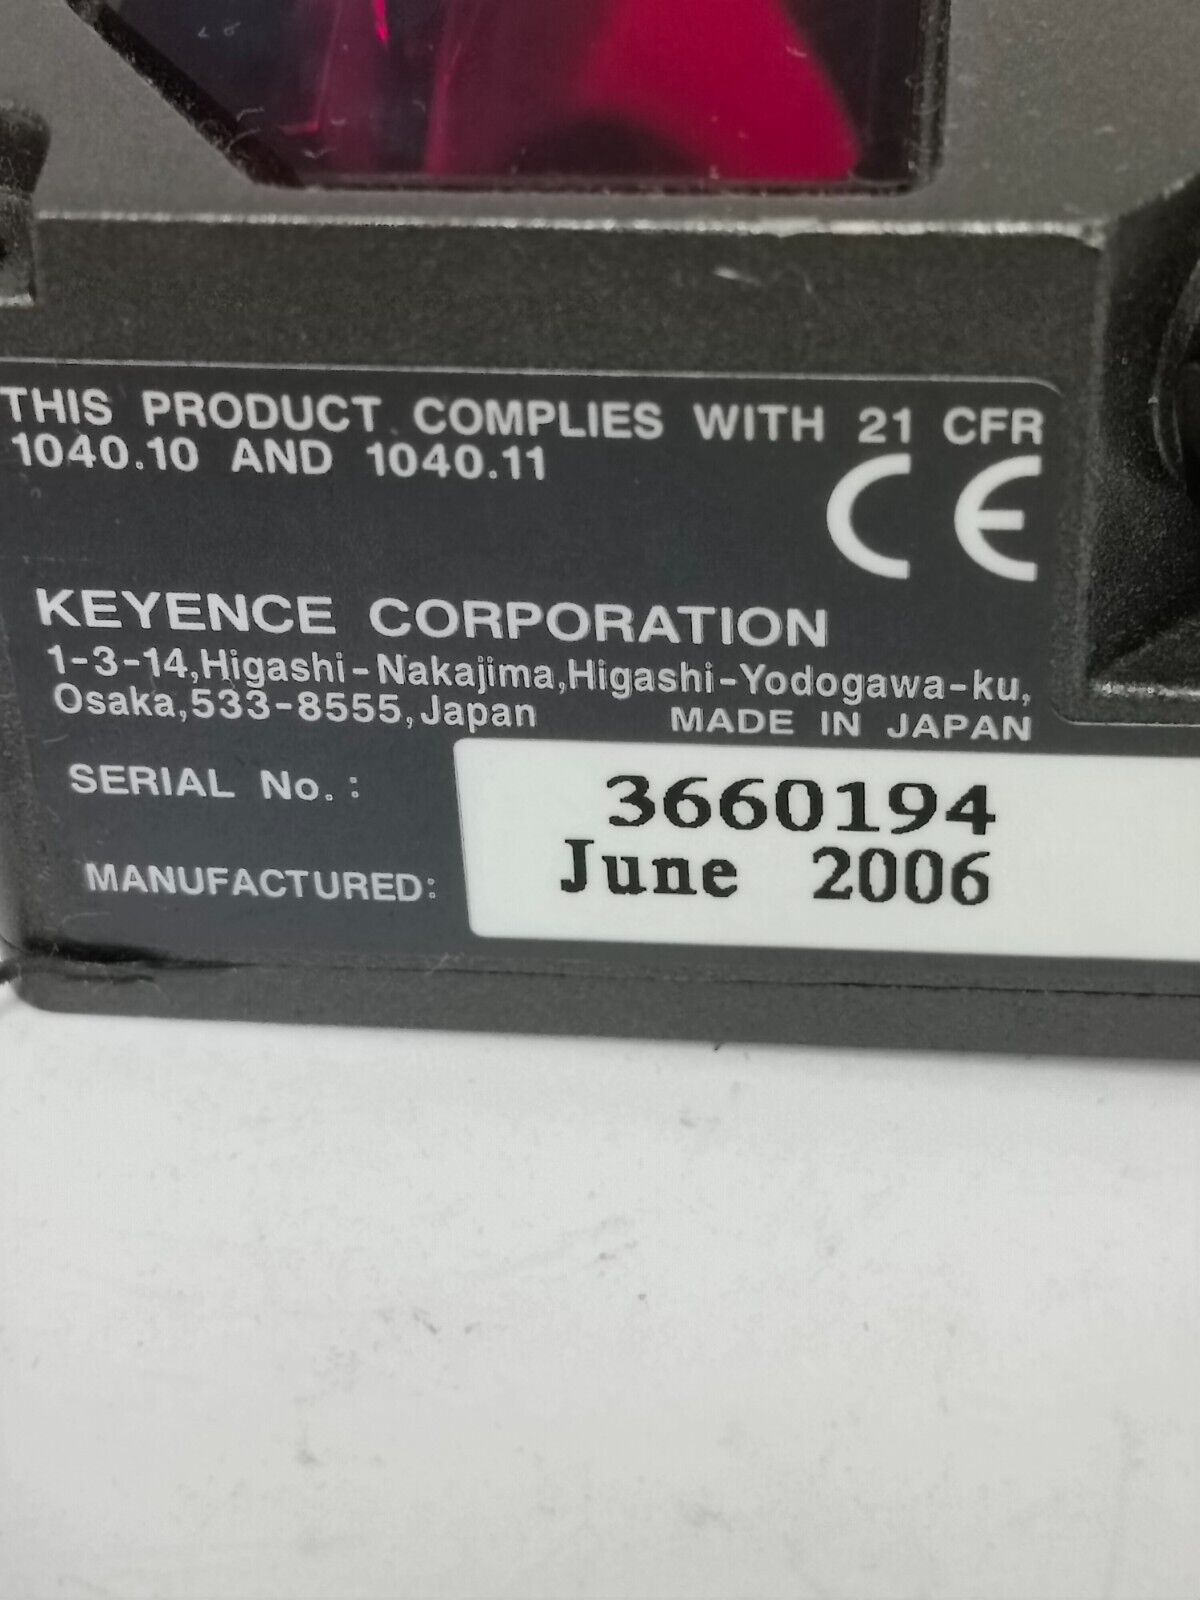 THIS PRODUCT COMPLIES WITH 21 CFR
1040.10 AND 1040.11
CE
KEYENCE CORPORATION
1-3-14,Higashi-Nakajima,Higashi-Yodogawa-ku,
Osaka,533-8555,Japan MADE IN JAPAN
SERIAL No.: 3660194
MANUFACTURED: June 2006